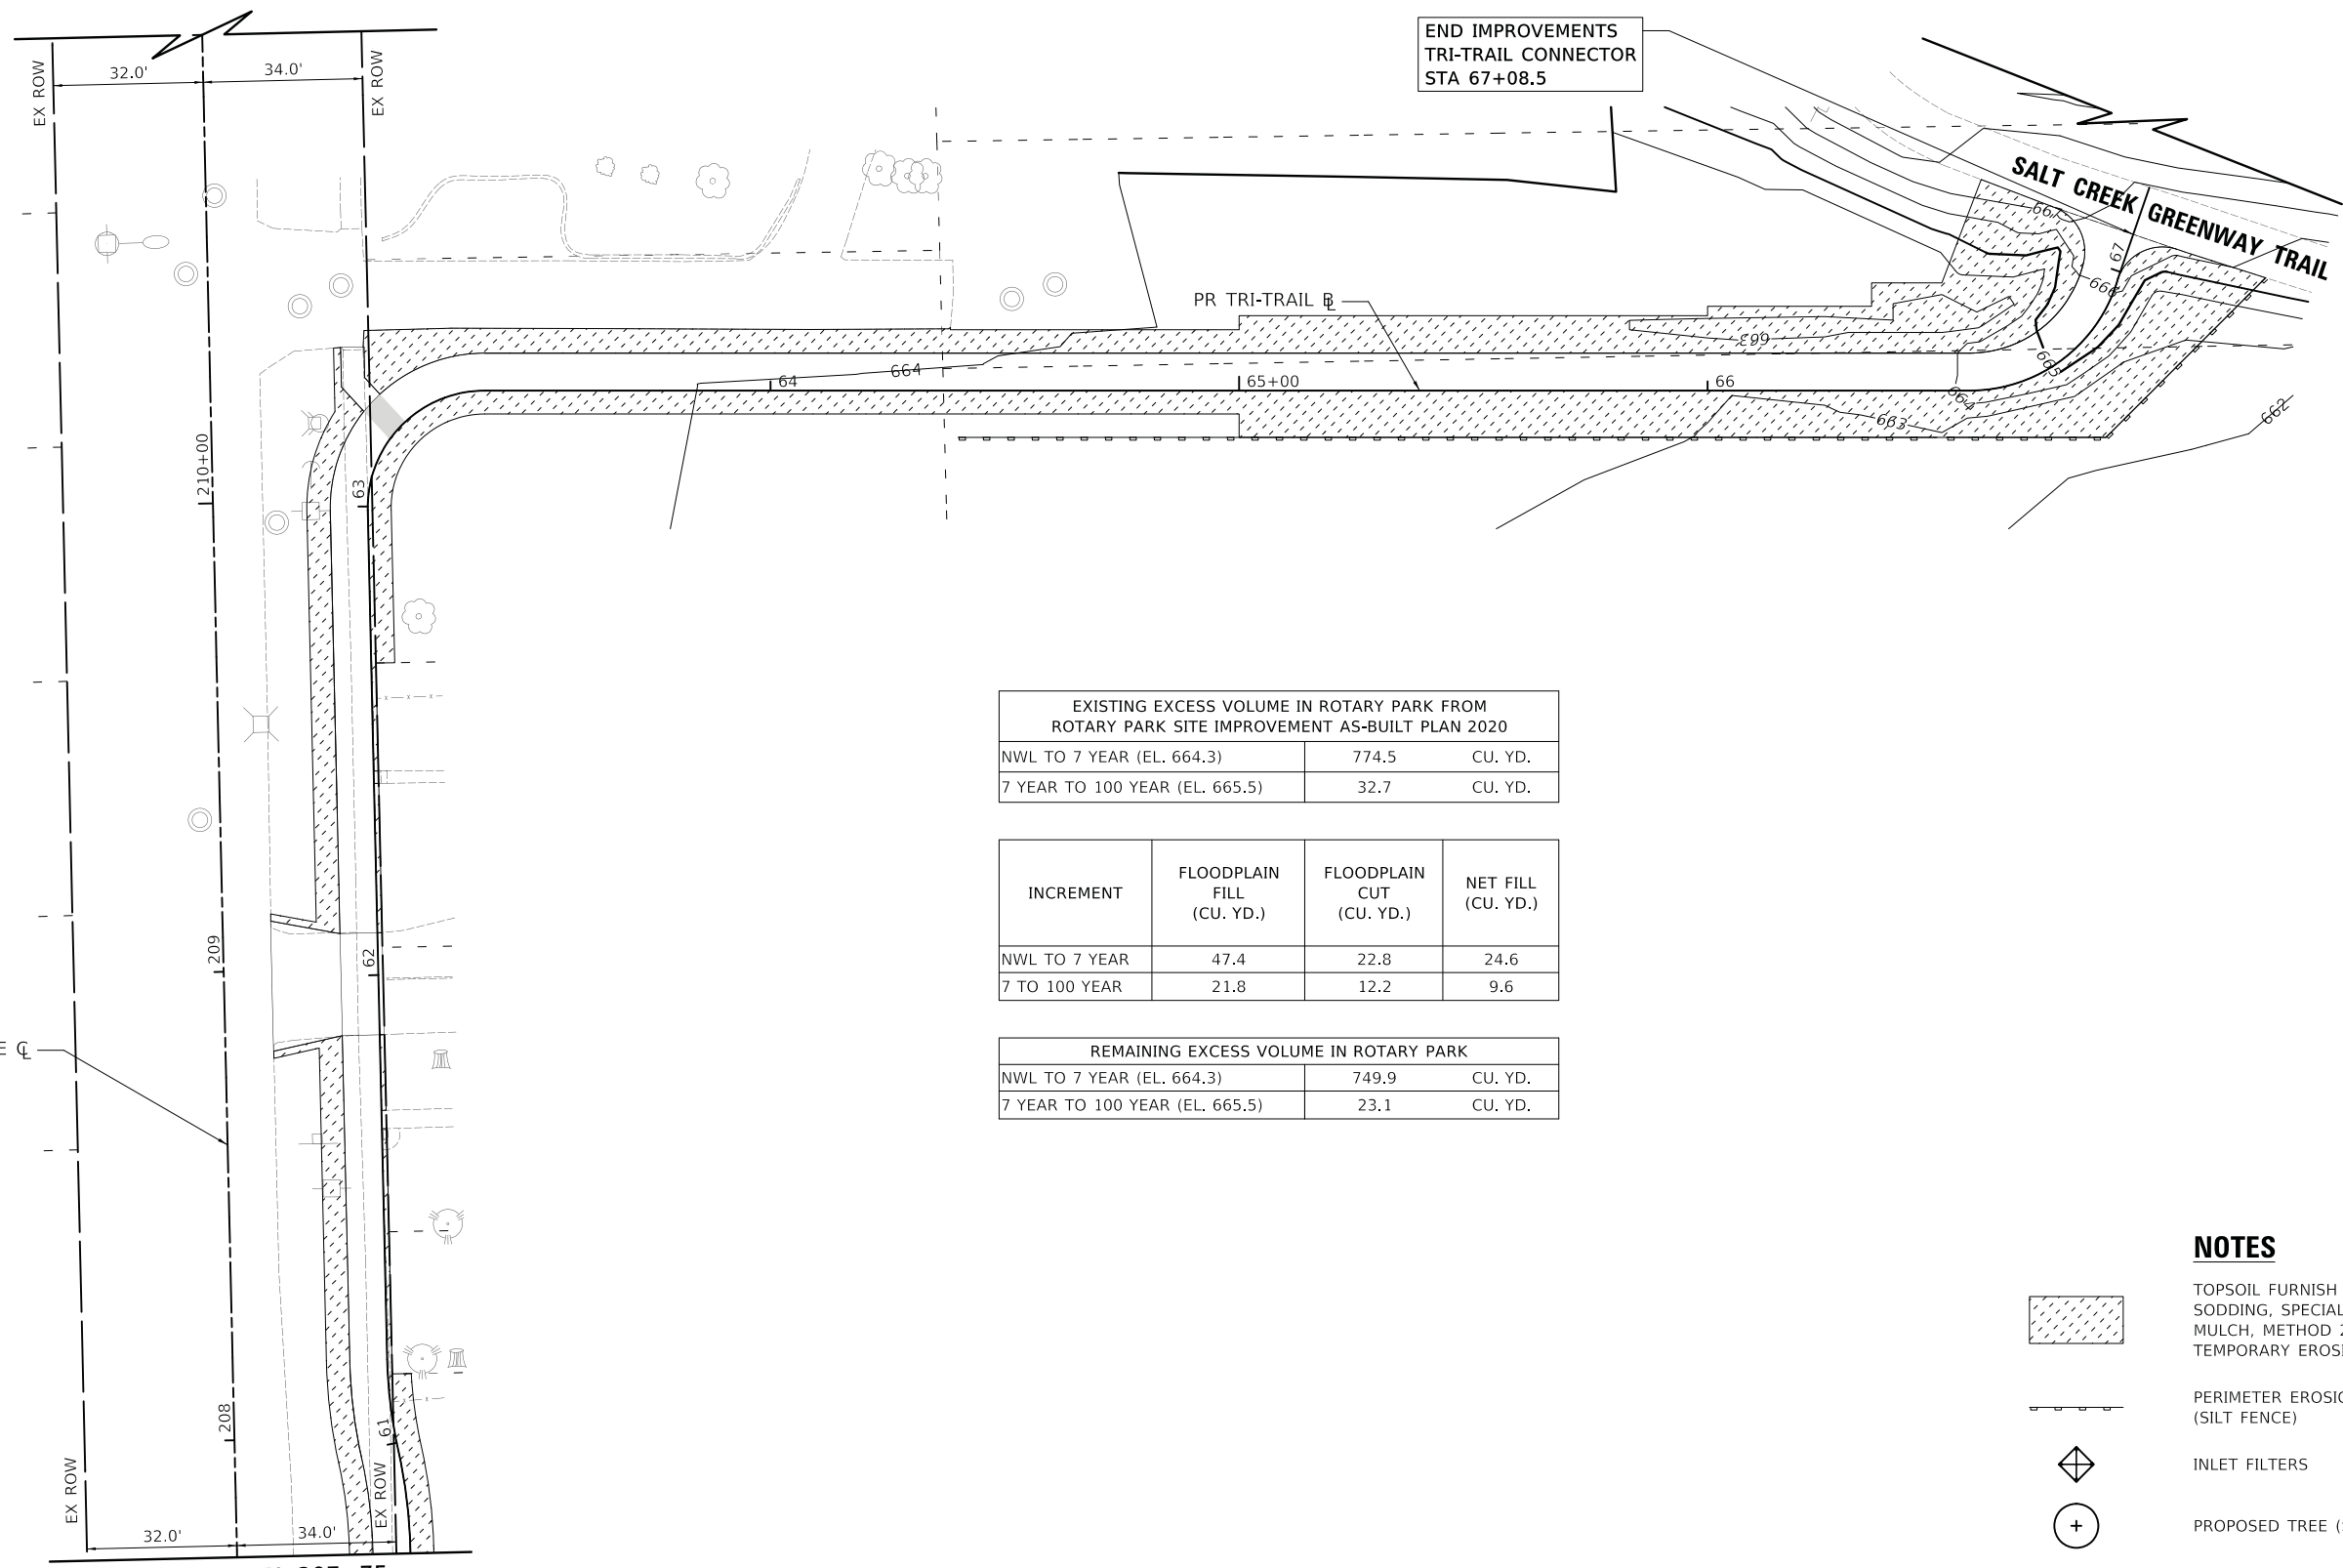 END IMPROVEMENTS
TRI-TRAIL CONNECTOR
STA 67+08.5
32.0'
34.0'
EX ROW
EX ROW
SALT CREEK GREENWAY TRAIL
667
67
666
PR TRI-TRAIL BL
663
664
64
65+00
66
665
664
663
662
210+00
63
EXISTING EXCESS VOLUME IN ROTARY PARK FROM
ROTARY PARK SITE IMPROVEMENT AS-BUILT PLAN 2020
NWL TO 7 YEAR (EL. 664.3) 774.5 CU. YD.
7 YEAR TO 100 YEAR (EL. 665.5) 32.7 CU. YD.
INCREMENT
FLOODPLAIN
FILL
(CU. YD.)
FLOODPLAIN
CUT
(CU. YD.)
NET FILL
(CU. YD.)
NWL TO 7 YEAR 47.4 22.8 24.6
7 TO 100 YEAR 21.8 12.2 9.6
209
62
REMAINING EXCESS VOLUME IN ROTARY PARK
NWL TO 7 YEAR (EL. 664.3) 749.9 CU. YD.
7 YEAR TO 100 YEAR (EL. 665.5) 23.1 CU. YD.
E CL
208
61
EX ROW
EX ROW
32.0'
34.0'
NOTES
TOPSOIL FURNISH
SODDING, SPECIAL
MULCH, METHOD 2
TEMPORARY
PERIMETER
(SILT FENCE)
INLET FILTERS
PROPOSED TREE